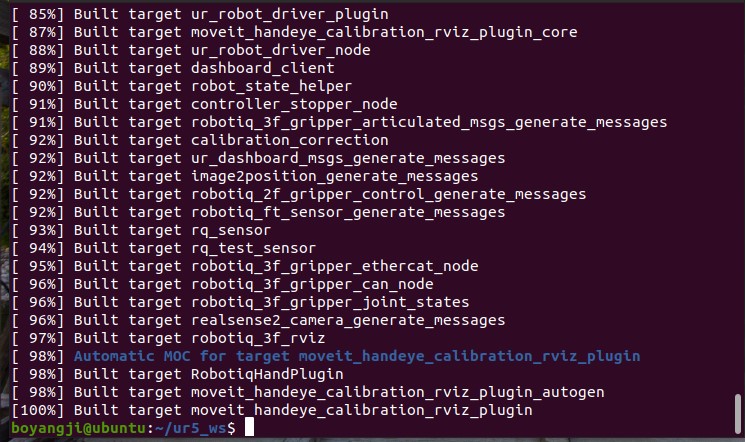 [ 85%] Built target ur_robot_driver_plugin
[ 87%] Built target moveit_handeye_calibration_rviz_plugin_core
[ 88%] Built target ur_robot_driver_node
[ 89%] Built target dashboard_client
[ 90%] Built target robot_state_helper
[ 91%] Built target controller_stopper_node
[ 91%] Built target robotiq_3f_gripper_articulated_msgs_generate_messages
[ 92%] Built target calibration_correction
[ 92%] Built target ur_dashboard_msgs_generate_messages
[ 92%] Built target image2position_generate_messages
[ 92%] Built target robotiq_2f_gripper_control_generate_messages
[ 92%] Built target robotiq_ft_sensor_generate_messages
[ 93%] Built target rq_sensor
[ 94%] Built target rq_test_sensor
[ 95%] Built target robotiq_3f_gripper_ethercat_node
[ 96%] Built target robotiq_3f_gripper_can_node
[ 96%] Built target robotiq_3f_gripper_joint_states
[ 96%] Built target realsense2_camera_generate_messages
[ 97%] Built target robotiq_3f_rviz
[ 98%] Automatic MOC for target moveit_handeye_calibration_rviz_plugin
[ 98%] Built target RobotiqHandPlugin
[ 98%] Built target moveit_handeye_calibration_rviz_plugin_autogen
[100%] Built target moveit_handeye_calibration_rviz_plugin
boyangji@ubuntu:~/ur5_ws$